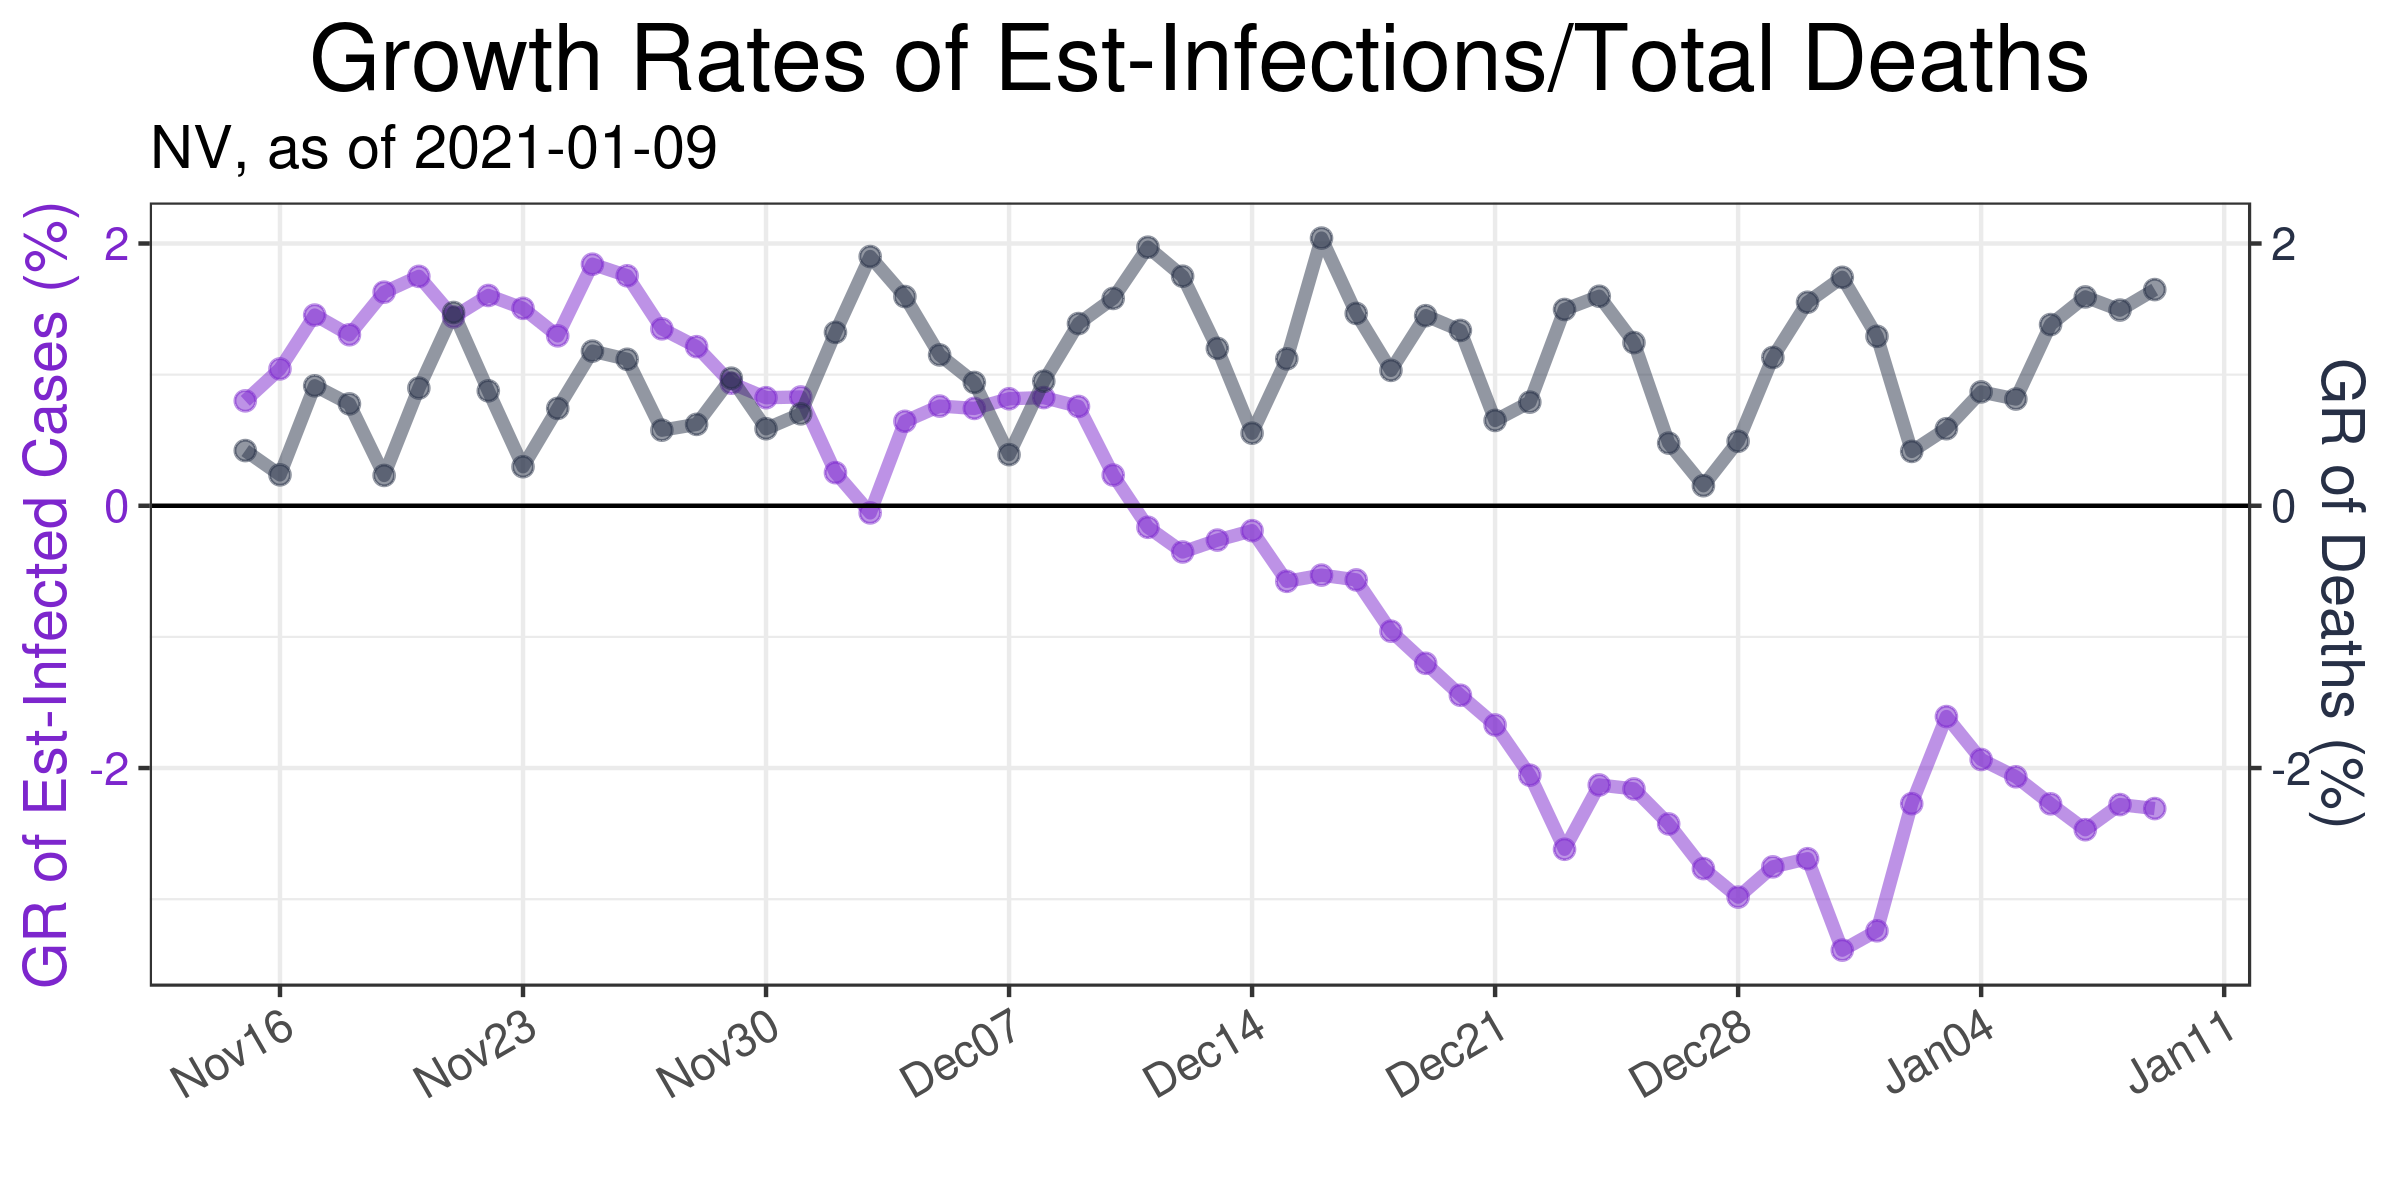 Growth Rates of Est-Infections/Total Deaths
NV, as of 2021-01-09
GR of Est-Infected Cases (%)
2
0
-2
2
0
-2
GR of Deaths (%)
Nov16
Nov23
Nov30
Dec07
Dec14
Dec21
Dec28
Jan04
Jan11